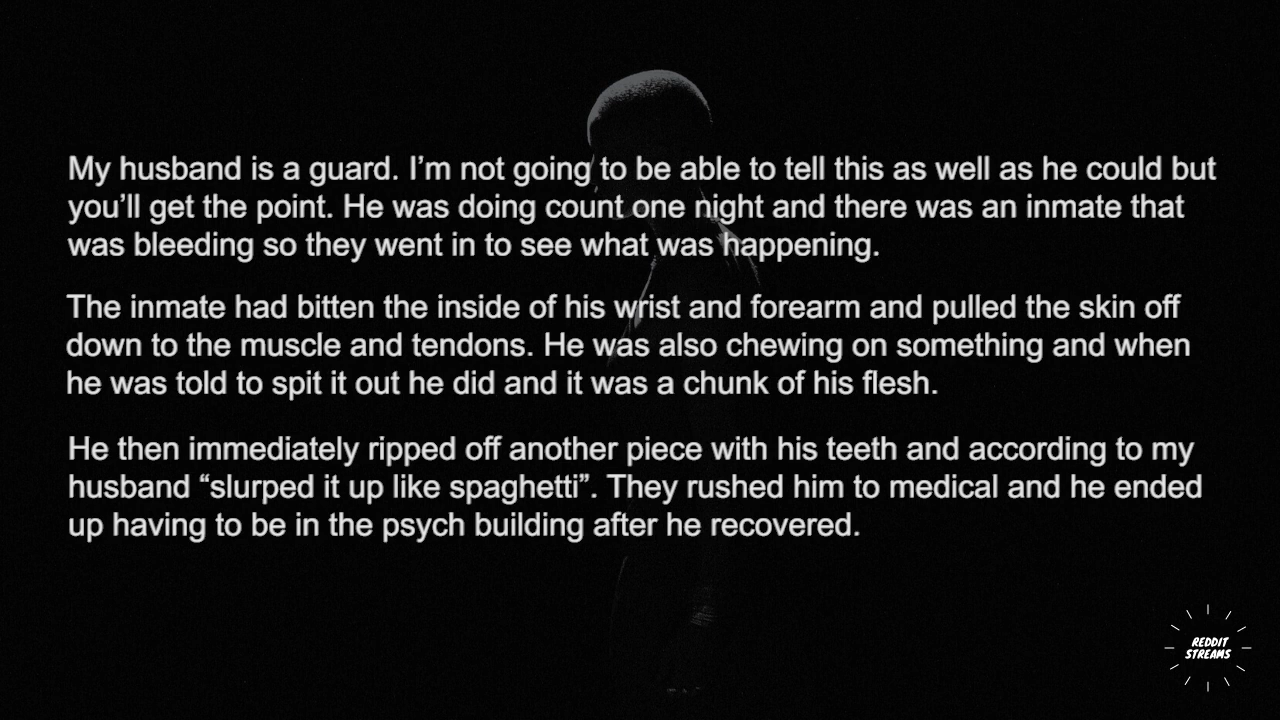 My husband is a guard. I’m not going to be able to tell this as well as he could but
you’ll get the point. He was doing count one night and there was an inmate that
was bleeding so they went in to see what was happening.
The inmate had bitten the inside of his wrist and forearm and pulled the skin off
down to the muscle and tendons. He was also chewing on something and when
he was told to spit it out he did and it was a chunk of his flesh.
He then immediately ripped off another piece with his teeth and according to my
husband “slurped it up like spaghetti”. They rushed him to medical and he ended
up having to be in the psych building after he recovered.
REDDIT
STREAMS